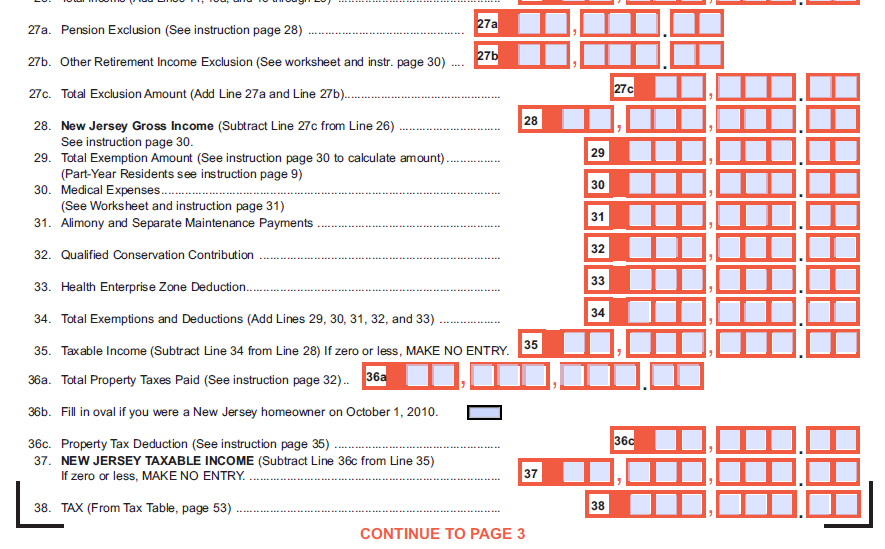 27a. Pension Exclusion (See instruction page 28) 27a
27b. Other Retirement Income Exclusion (See worksheet and instr. page 30) .... 27b
27c. Total Exclusion Amount (Add Line 27a and Line 27b) 27c
28. New Jersey Gross Income (Subtract Line 27c from Line 26) 28
See instruction page 30.
29. Total Exemption Amount (See instruction page 30 to calculate amount) 29
(Part-Year Residents see instruction page 9)
30. Medical Expenses 30
(See Worksheet and instruction page 31)
31. Alimony and Separate Maintenance Payments 31
32. Qualified Conservation Contribution 32
33. Health Enterprise Zone Deduction 33
34. Total Exemptions and Deductions (Add Lines 29, 30, 31, 32, and 33) 34
35. Taxable Income (Subtract Line 34 from Line 28) If zero or less, MAKE NO ENTRY. 35
36a. Total Property Taxes Paid (See instruction page 32).. 36a
36b. Fill in oval if you were a New Jersey homeowner on October 1, 2010.
36c. Property Tax Deduction (See instruction page 35) 36c
37. NEW JERSEY TAXABLE INCOME (Subtract Line 36c from Line 35)
If zero or less, MAKE NO ENTRY. 37
38. TAX (From Tax Table, page 53) 38
CONTINUE TO PAGE 3